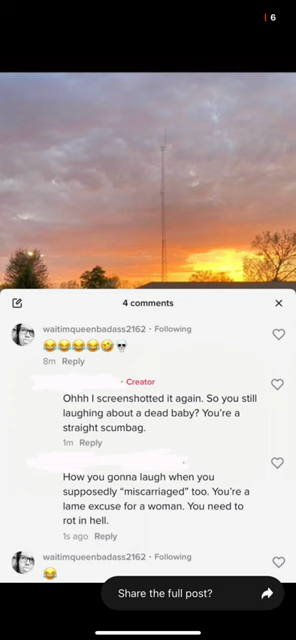 6
4 comments
waitimqueenbadass2162 · Following
😂😂😂😂🤣💀
8m Reply
· Creator
Ohhh I screenshotted it again. So you still
laughing about a dead baby? You're a
straight scumbag.
1m Reply
How you gonna laugh when you
supposedly "miscarriaged" too. You're a
lame excuse for a woman. You need to
rot in hell.
1s ago Reply
waitimqueenbadass2162 · Following
😂
Share the full post?